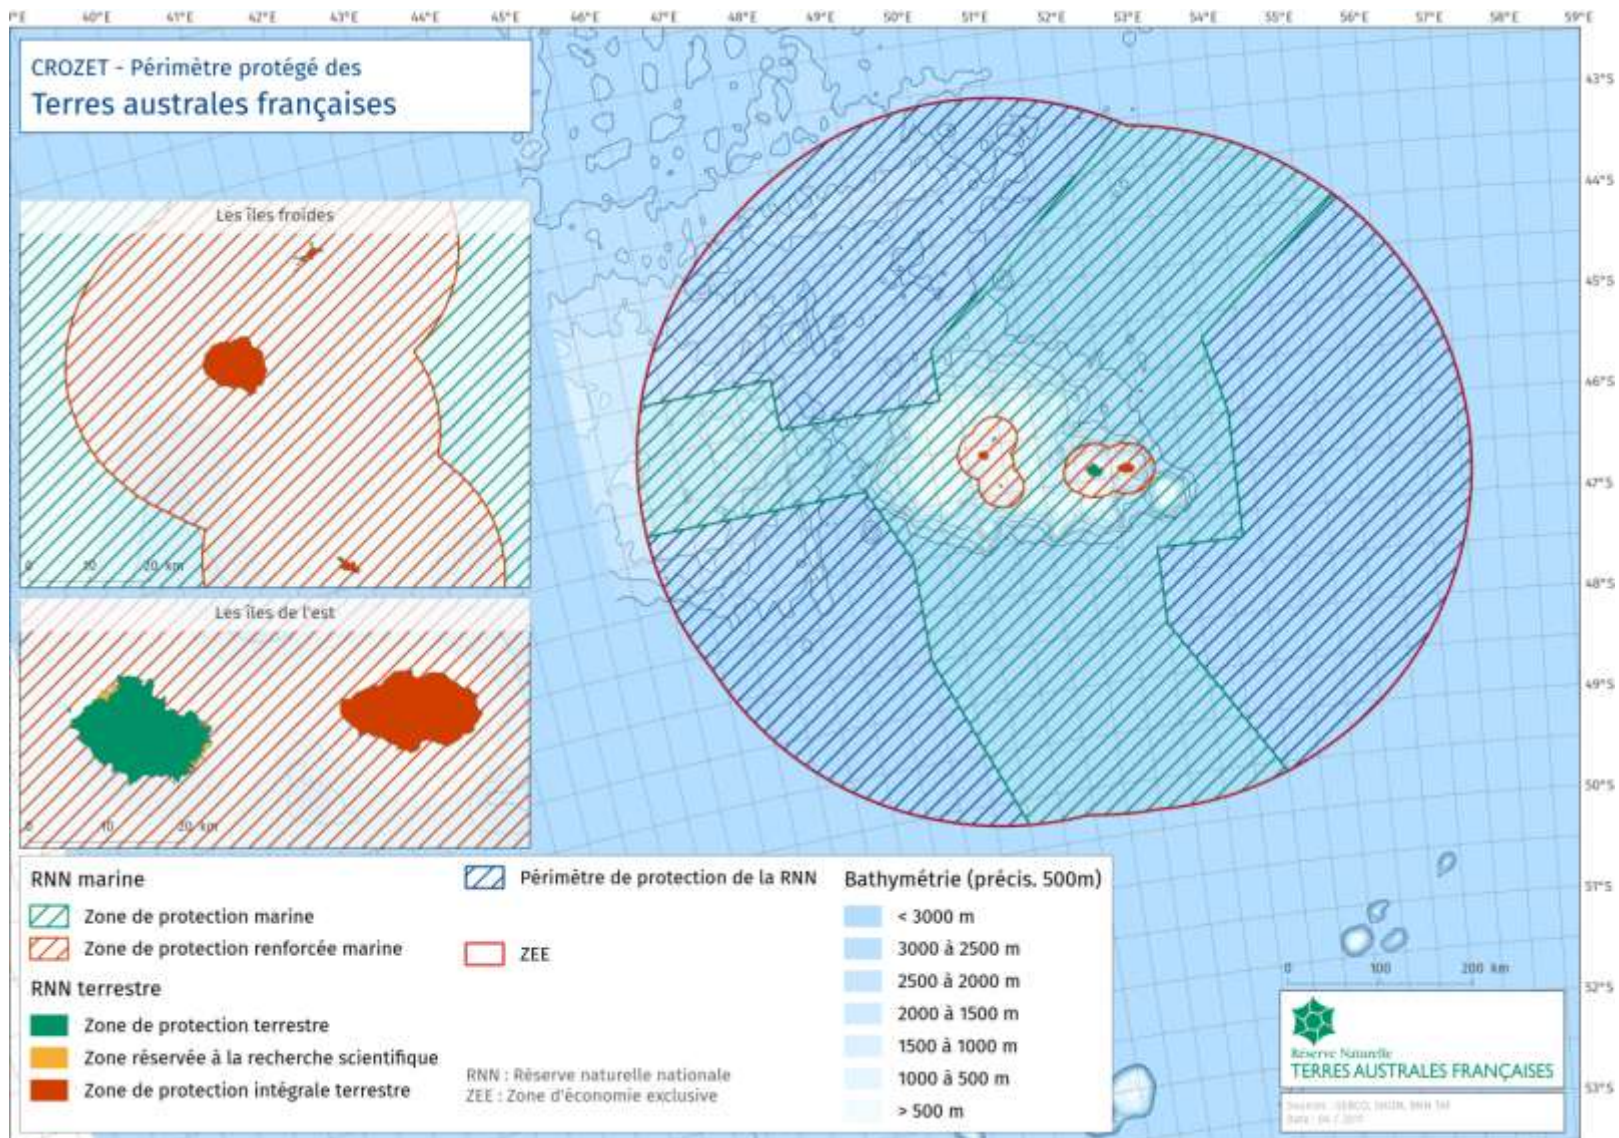 40°E 41°E 42°E 43°E 44°E 45°E 46°E 47°E 48°E 49°E 50°E 51°E 52°E 53°E 54°E 55°E 56°E 57°E 58°E 59°E
CROZET - Périmètre protégé des
Terres australes françaises
43°S
44°S
45°S
46°S
47°S
48°S
49°S
50°S
51°S
52°S
53°S
Les îles froides
0 10 20 km
Les îles de l'est
0 10 20 km
RNN marine
Zone de protection marine
Zone de protection renforcée marine
RNN terrestre
Zone de protection terrestre
Zone réservée à la recherche scientifique
Zone de protection intégrale terrestre
Périmètre de protection de la RNN
ZEE
RNN : Réserve naturelle nationale
ZEE : Zone d'économie exclusive
Bathymétrie (précis. 500m)
< 3000 m
3000 à 2500 m
2500 à 2000 m
2000 à 1500 m
1500 à 1000 m
1000 à 500 m
> 500 m
0 100 200 km
Réserve Naturelle
TERRES AUSTRALES FRANÇAISES